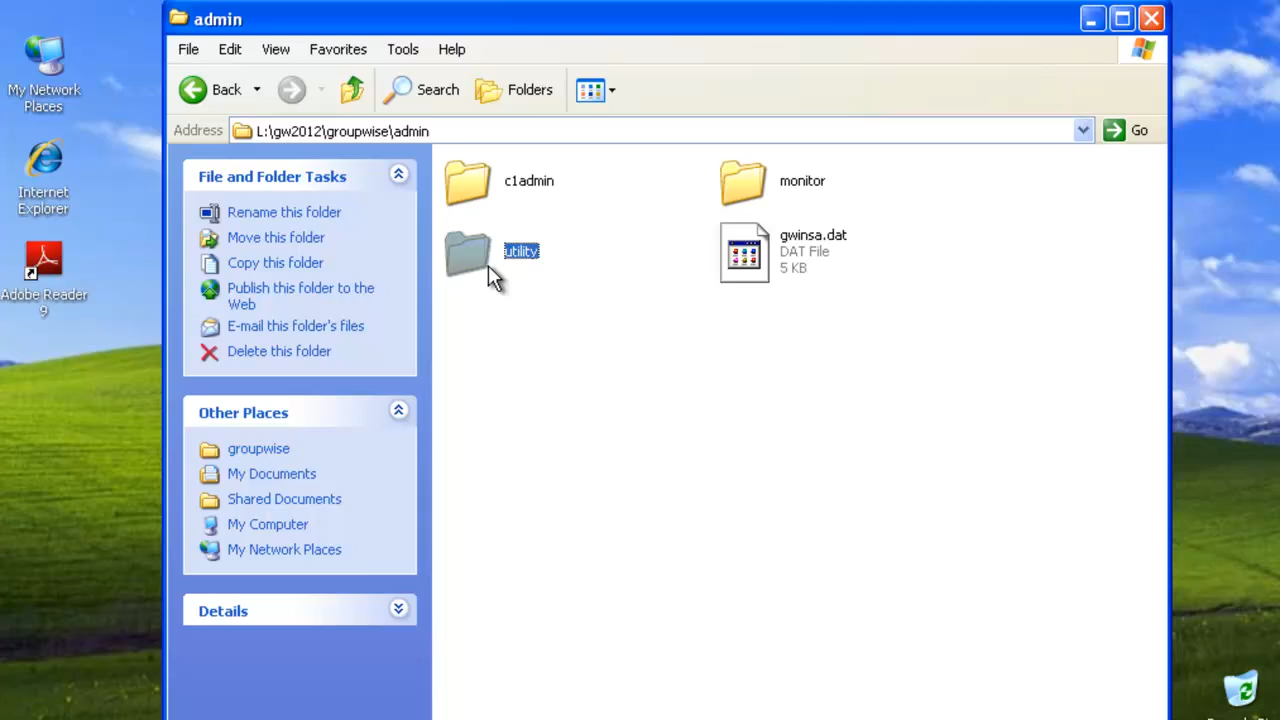 admin
My Network
Places
Internet
Explorer
Adobe Reader
9
File Edit View Favorites Tools Help
Back Search Folders
Address L:\gw2012\groupwise\admin Go
File and Folder Tasks
Rename this folder
Move this folder
Copy this folder
Publish this folder to the
Web
E-mail this folder's files
Delete this folder
Other Places
groupwise
My Documents
Shared Documents
My Computer
My Network Places
Details
c1admin
monitor
utility
gwinsa.dat
DAT File
5 KB